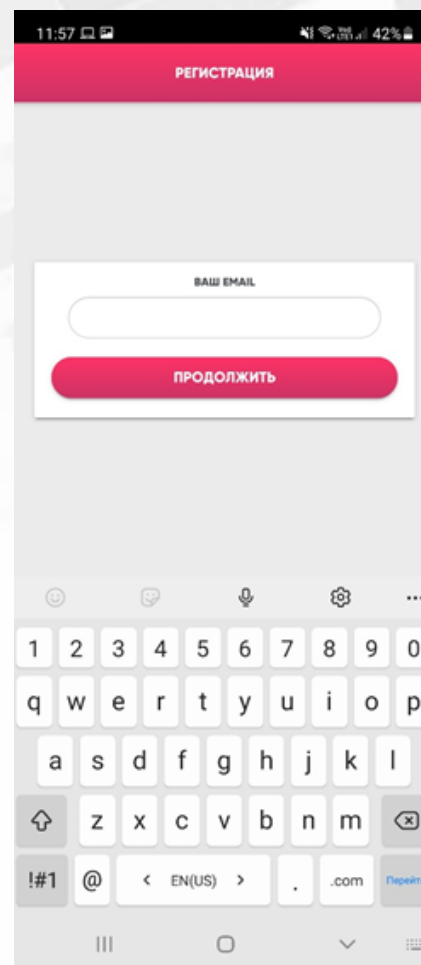 11:57 42%
РЕГИСТРАЦИЯ
ВАШ EMAIL
ПРОДОЛЖИТЬ
1 2 3 4 5 6 7 8 9 0
q w e r t y u i o p
a s d f g h j k l
z x c v b n m
!#1 @ < EN(US) > . .com